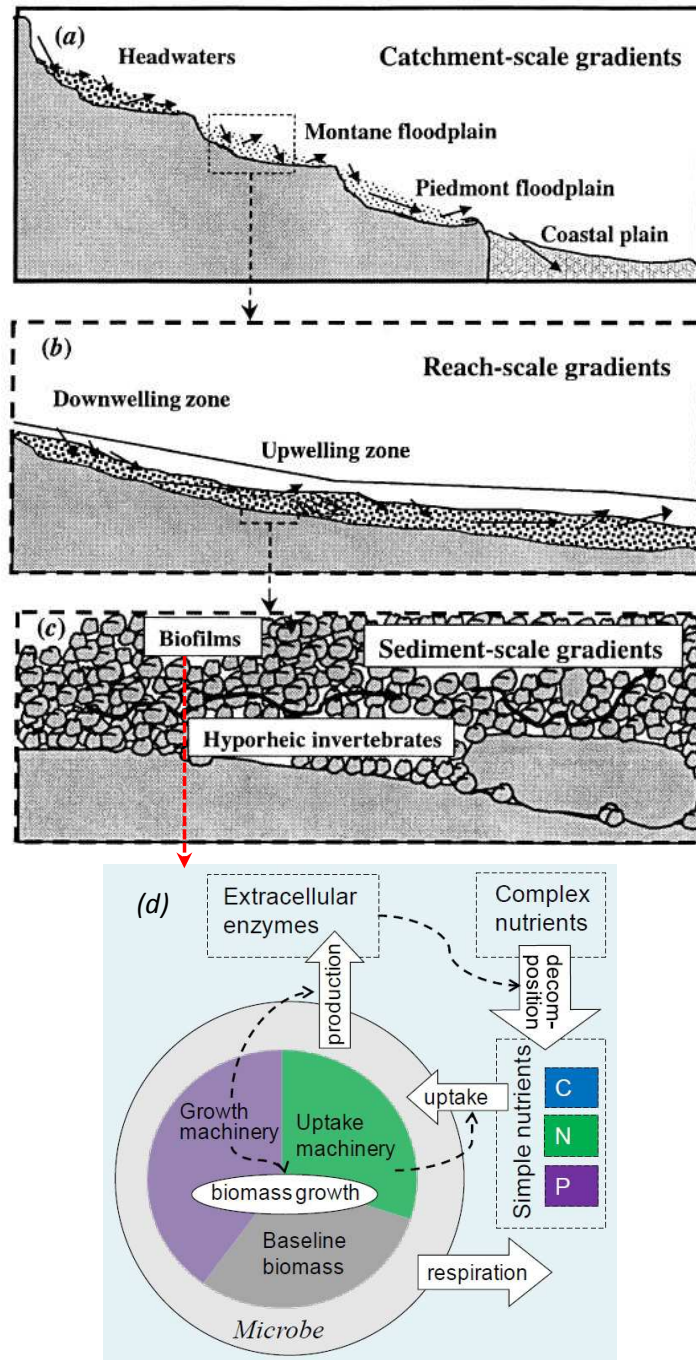 (a)
Headwaters
Catchment-scale gradients
Montane floodplain
Piedmont floodplain
Coastal plain
(b)
Reach-scale gradients
Downwelling zone
Upwelling zone
(c)
Biofilms
Sediment-scale gradients
Hyporheic invertebrates
(d)
Extracellular
enzymes
Complex
nutrients
production
decom-
position
Growth
machinery
Uptake
machinery
uptake
Simple nutrients
C
N
P
biomass growth
Baseline
biomass
respiration
Microbe